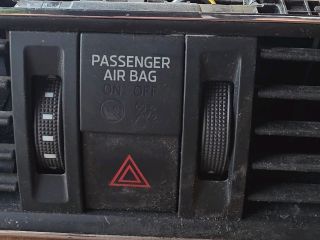 PASSENGER
AIR BAG
ON OFF